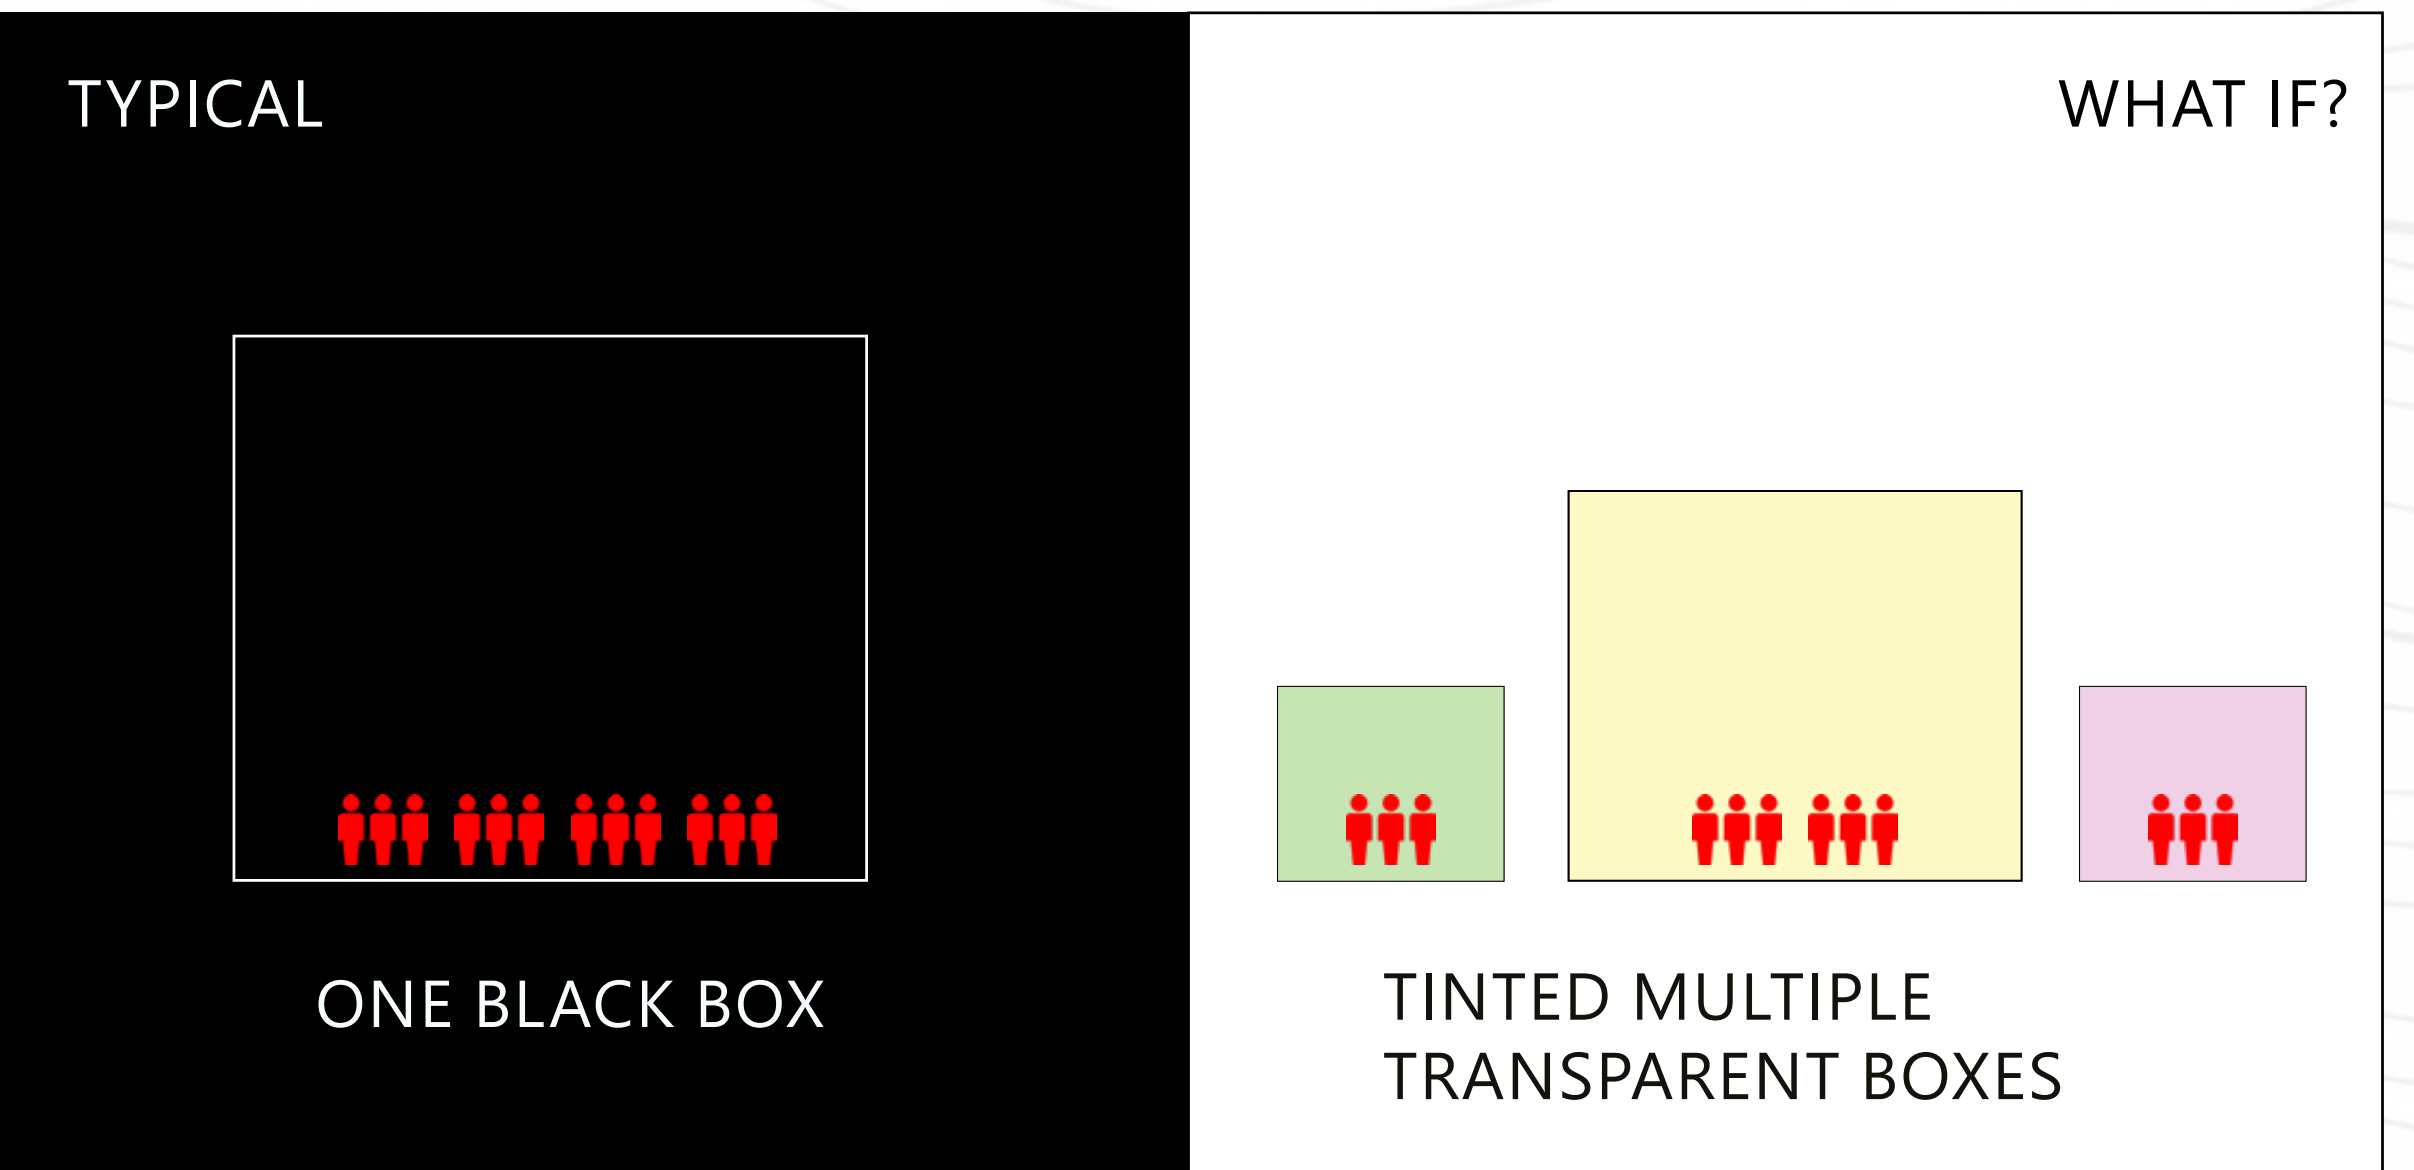 TYPICAL
WHAT IF?
ONE BLACK BOX
TINTED MULTIPLE
TRANSPARENT BOXES